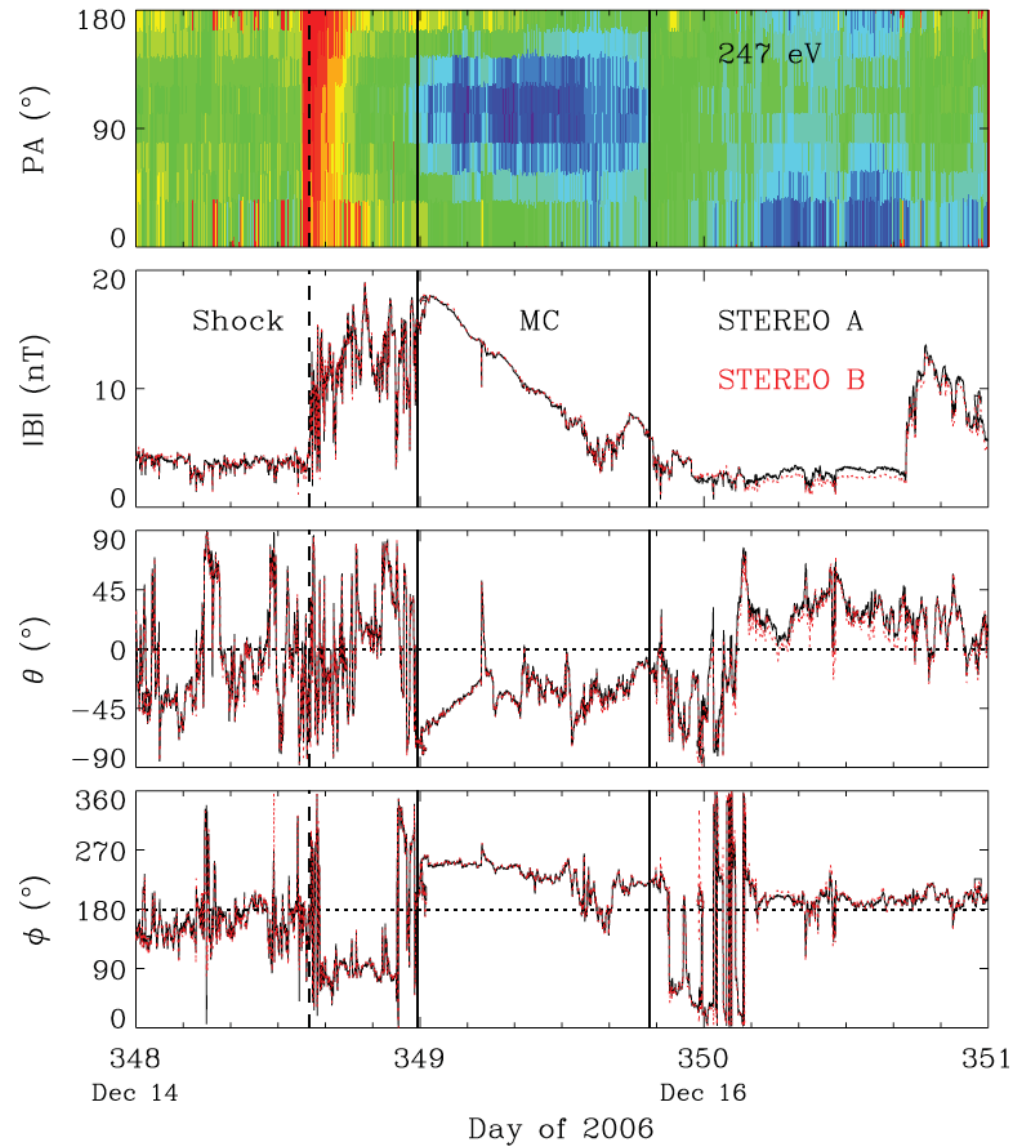 180
90
0
PA (°)
247 eV
20
10
0
|B| (nT)
Shock
MC
STEREO A
STEREO B
90
45
0
−45
−90
θ (°)
360
270
180
90
0
ϕ (°)
348
349
350
351
Dec 14
Dec 16
Day of 2006